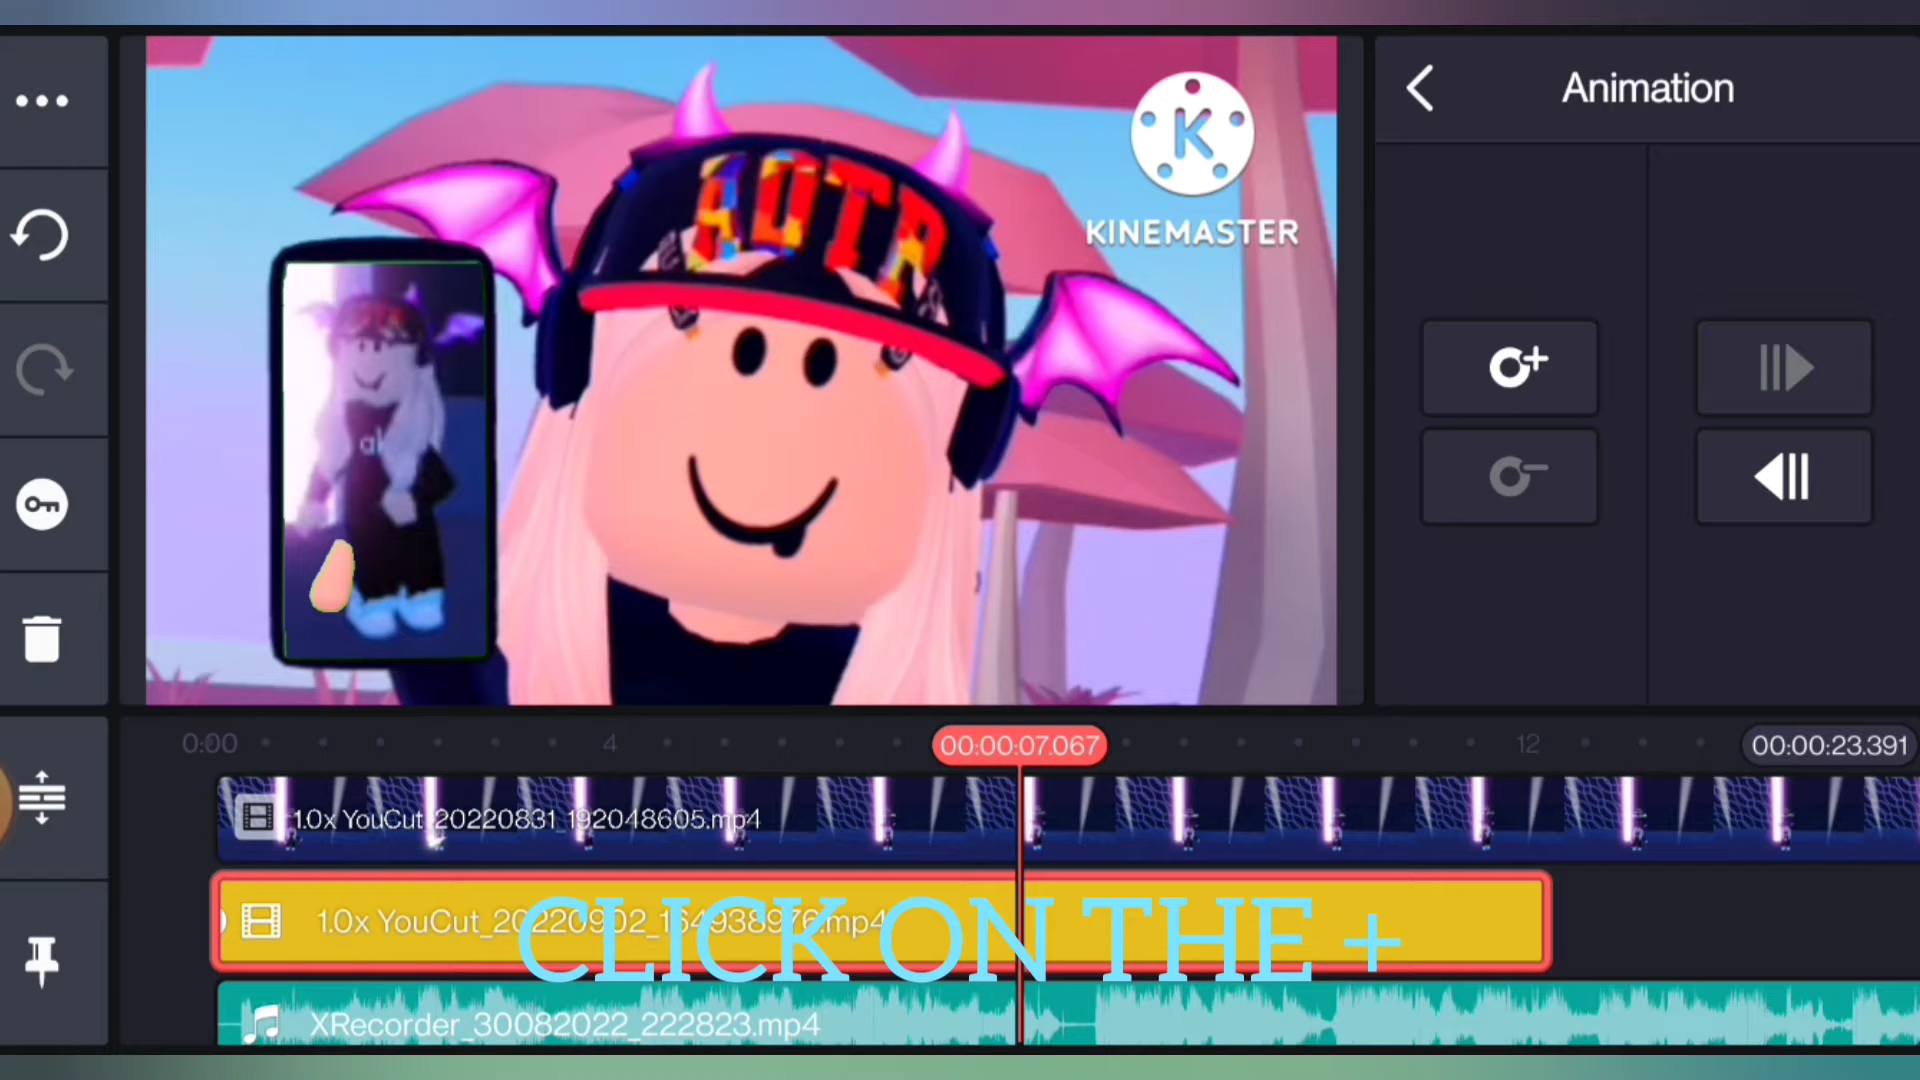 Animation
AOTR
K
KINEMASTER
0:00
4
00:00:07.067
12
00:00:23.391
1.0x YouCut_20220831_192048605.mp4
1.0x YouCut_20220902_164938976.mp4
CLICK ON THE +
XRecorder_30082022_222823.mp4